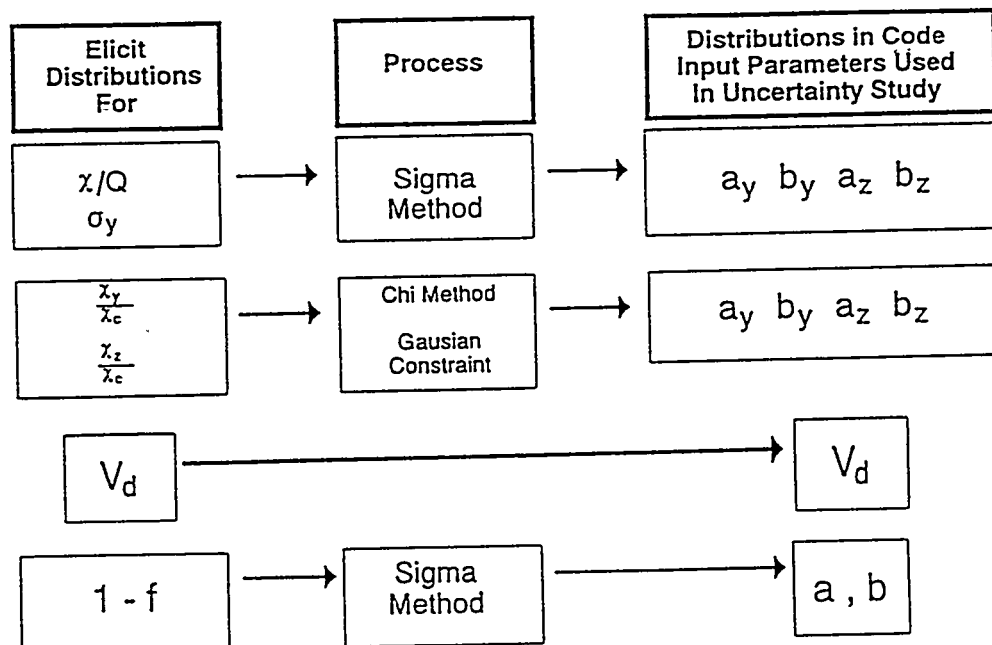 Elicit
Distributions
For
Process
Distributions in Code
Input Parameters Used
In Uncertainty Study
χ/Q
σy
Sigma
Method
ay by az bz
χy
χc
χz
χc
Chi Method
Gausian
Constraint
ay by az bz
Vd
Vd
1 - f
Sigma
Method
a , b